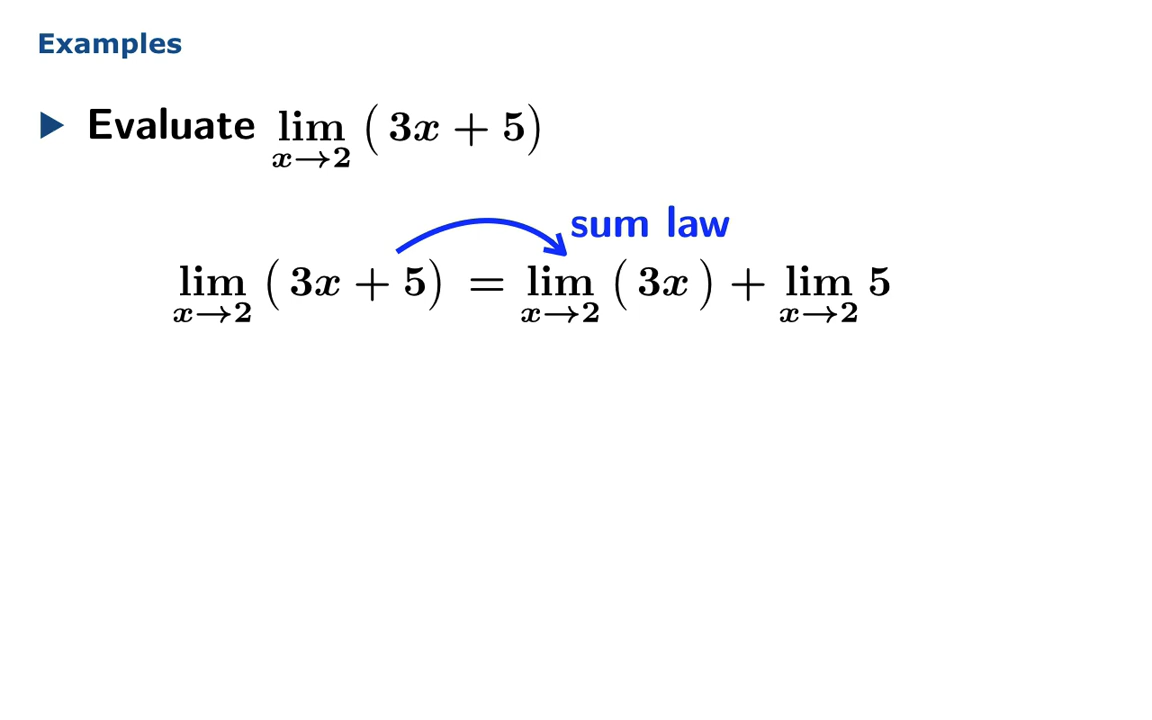 Examples
▶ Evaluate lim x→2 (3x + 5)
sum law
lim x→2 (3x + 5) = lim x→2 (3x) + lim x→2 5